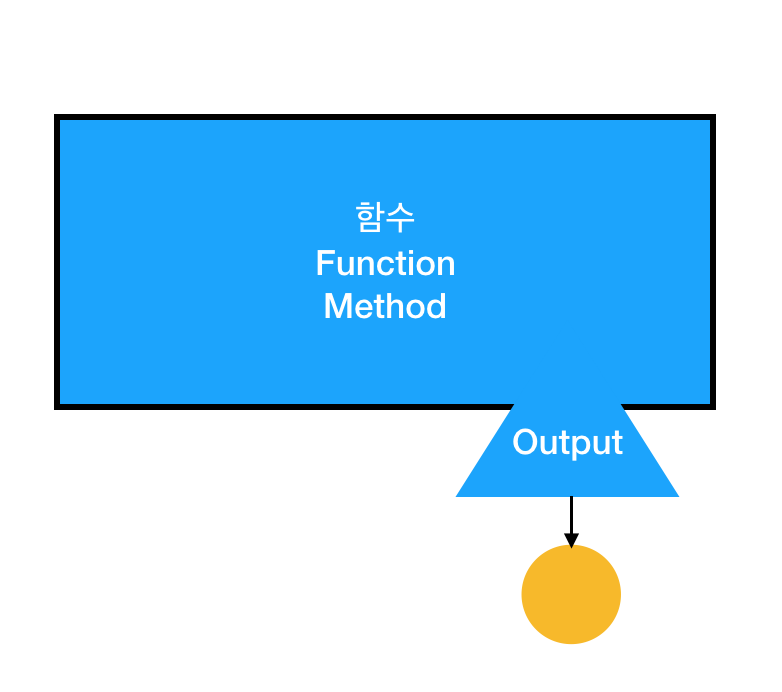 함수
Function
Method
Output